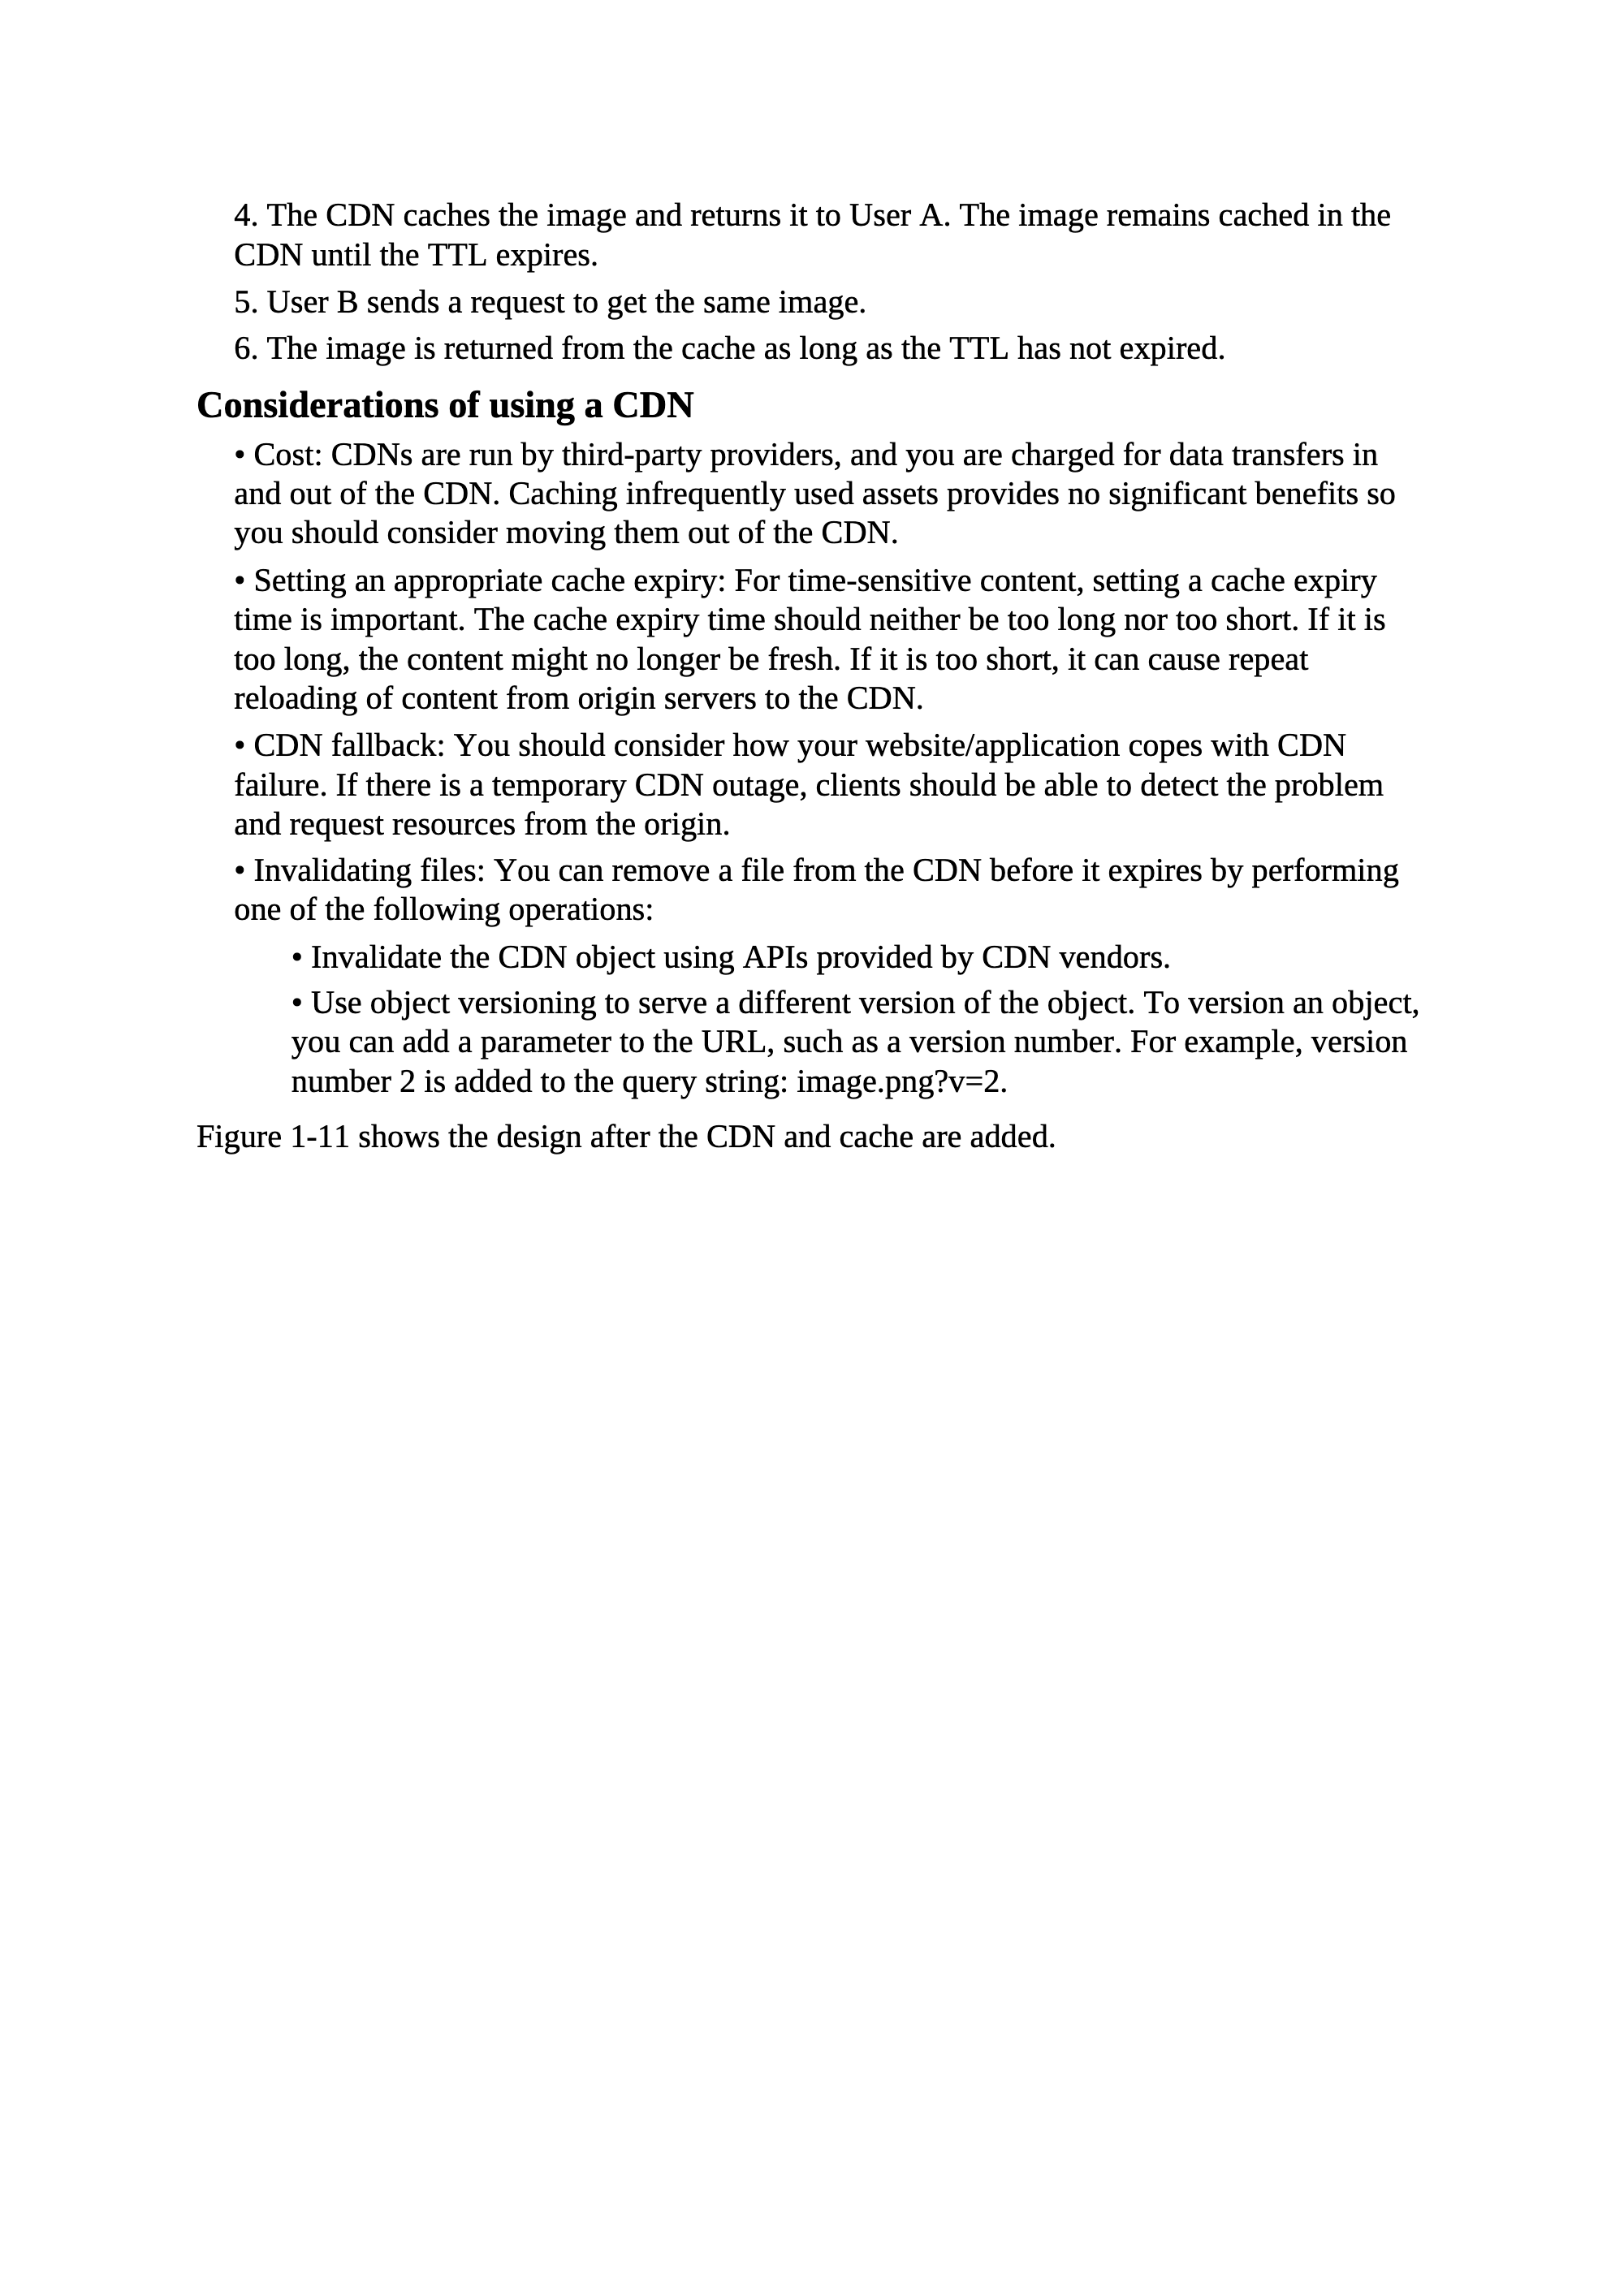 4. The CDN caches the image and returns it to User A. The image remains cached in the
CDN until the TTL expires.
5. User B sends a request to get the same image.
6. The image is returned from the cache as long as the TTL has not expired.
Considerations of using a CDN
• Cost: CDNs are run by third-party providers, and you are charged for data transfers in
and out of the CDN. Caching infrequently used assets provides no significant benefits so
you should consider moving them out of the CDN.
• Setting an appropriate cache expiry: For time-sensitive content, setting a cache expiry
time is important. The cache expiry time should neither be too long nor too short. If it is
too long, the content might no longer be fresh. If it is too short, it can cause repeat
reloading of content from origin servers to the CDN.
• CDN fallback: You should consider how your website/application copes with CDN
failure. If there is a temporary CDN outage, clients should be able to detect the problem
and request resources from the origin.
• Invalidating files: You can remove a file from the CDN before it expires by performing
one of the following operations:
• Invalidate the CDN object using APIs provided by CDN vendors.
• Use object versioning to serve a different version of the object. To version an object,
you can add a parameter to the URL, such as a version number. For example, version
number 2 is added to the query string: image.png?v=2.
Figure 1-11 shows the design after the CDN and cache are added.